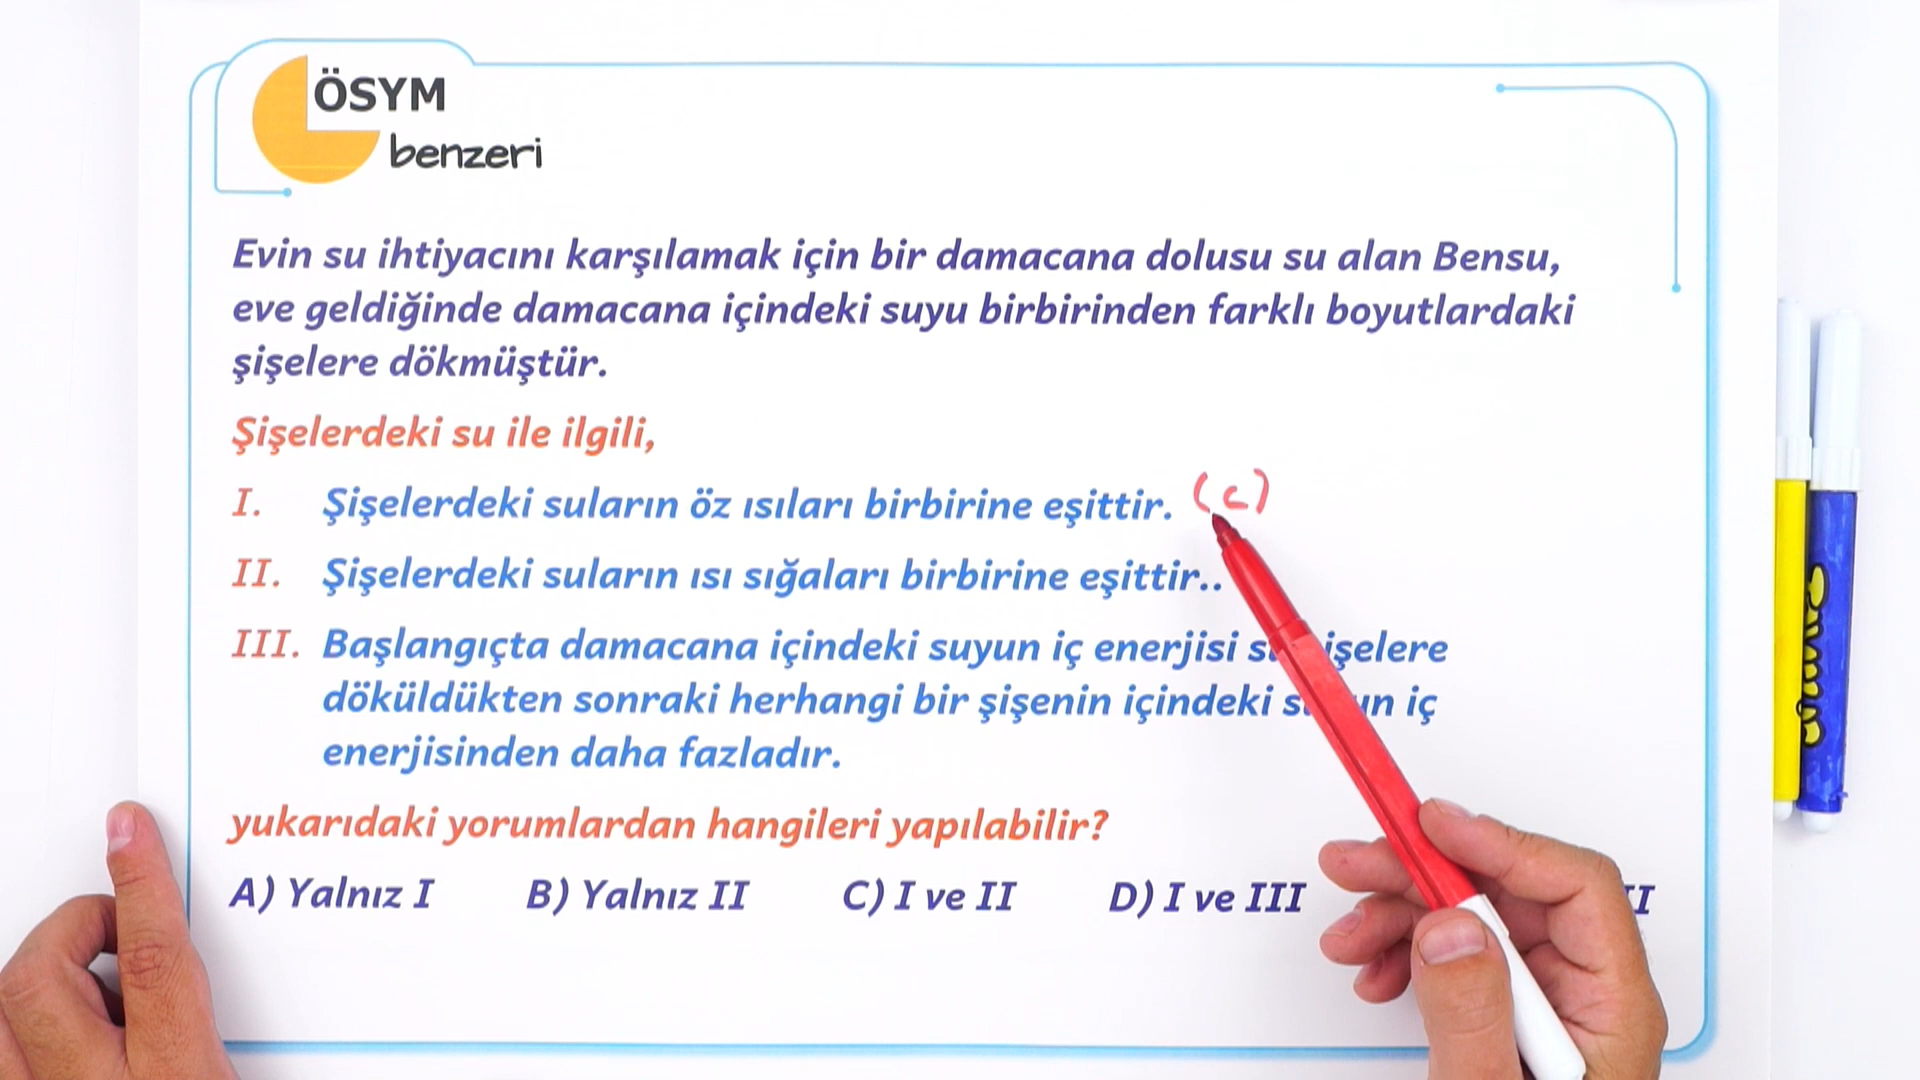 ÖSYM
benzeri
Evin su ihtiyacını karşılamak için bir damacana dolusu su alan Bensu,
eve geldiğinde damacana içindeki suyu birbirinden farklı boyutlardaki
şişelere dökmüştür.
Şişelerdeki su ile ilgili,
I. Şişelerdeki suların öz ısıları birbirine eşittir. (c)
II. Şişelerdeki suların ısı sığaları birbirine eşittir..
III. Başlangıçta damacana içindeki suyun iç enerjisi
döküldükten sonraki herhangi bir şişenin içindeki iç
enerjisinden daha fazladır.
yukarıdaki yorumlardan hangileri yapılabilir?
A) Yalnız I B) Yalnız II C) I ve II D) I ve III